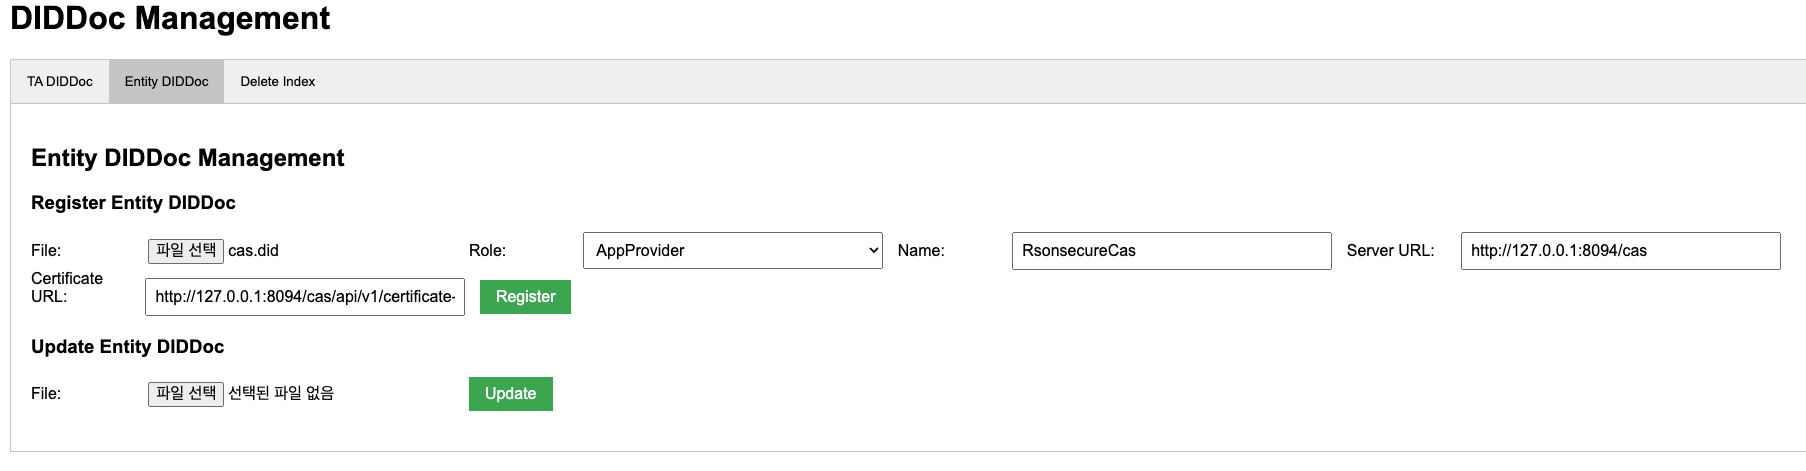 DIDDoc Management
TA DIDDoc Entity DIDDoc Delete Index
Entity DIDDoc Management
Register Entity DIDDoc
File: 파일 선택 cas.did Role: AppProvider Name: RsonsecureCas Server URL: http://127.0.0.1:8094/cas
Certificate
URL: http://127.0.0.1:8094/cas/api/v1/certificate- Register
Update Entity DIDDoc
File: 파일 선택 선택된 파일 없음 Update